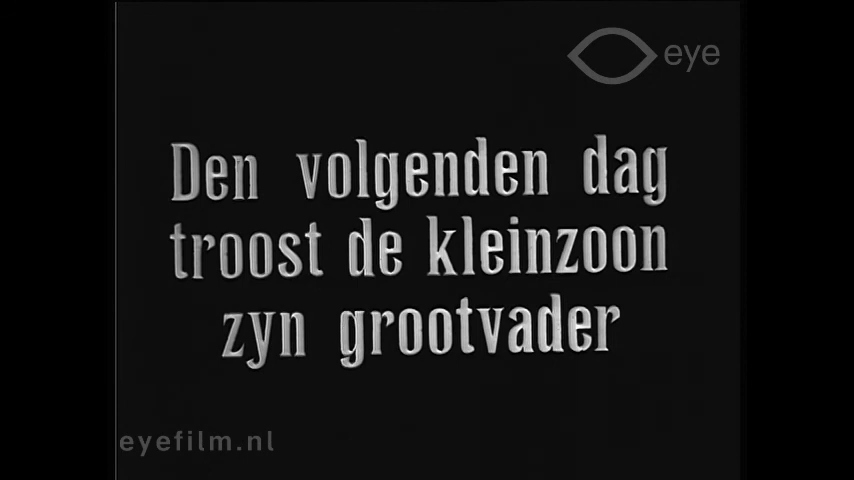 eye
Den volgenden dag
troost de kleinzoon
zyn grootvader
eyefilm.nl